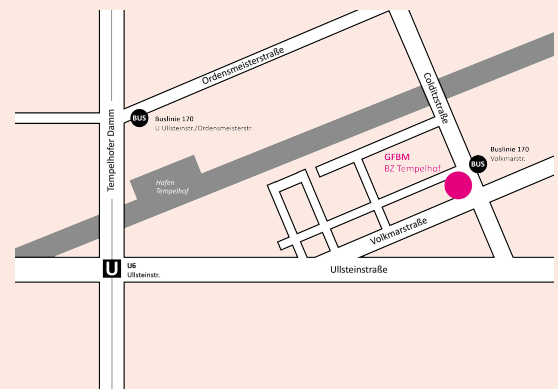 Ordensmeisterstraße
Colditzstraße
Tempelhofer Damm
BUS
Buslinie 170
U Ullsteinstr./Ordensmeisterstr.
Buslinie 170
BUS
Volkmarstr.
GFBM
BZ Tempelhof
Hafen
Tempelhof
Volkmarstraße
U
U6
Ullsteinstr.
Ullsteinstraße